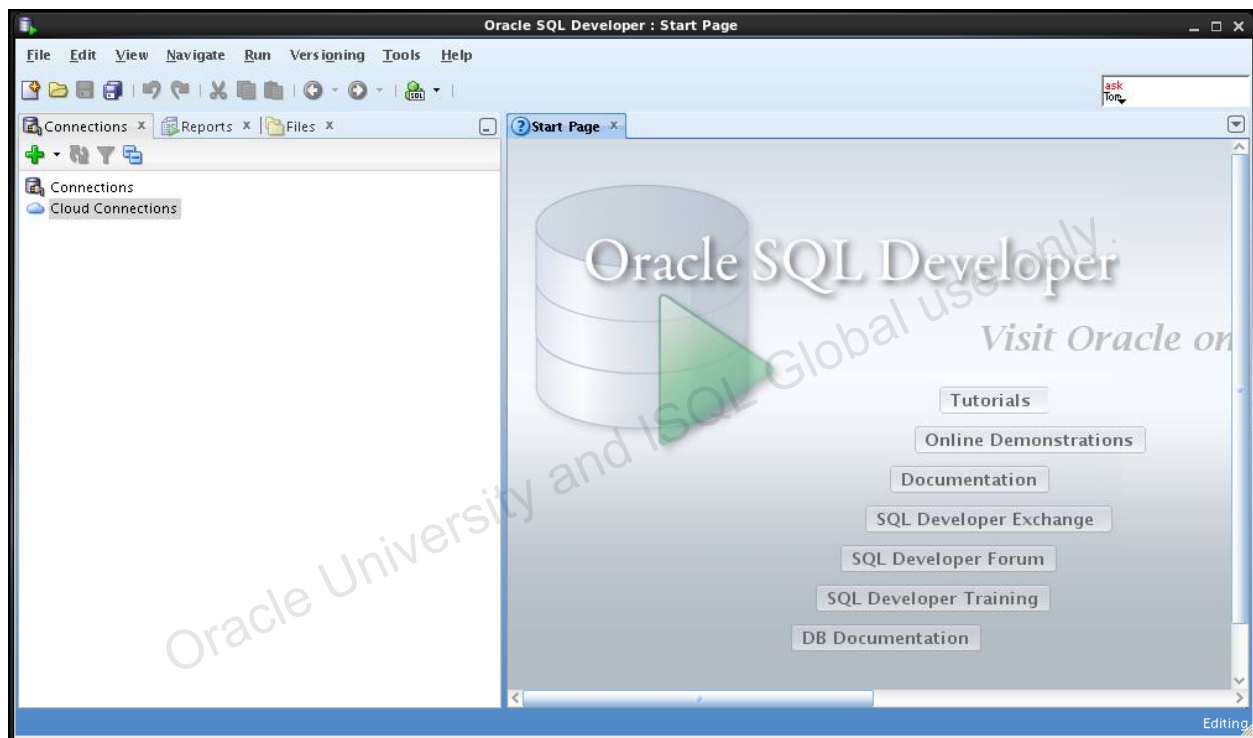 Oracle SQL Developer : Start Page
File Edit View Navigate Run Versioning Tools Help
SQL
ask
Tom
Connections x Reports x Files x
Start Page x
Connections
Cloud Connections
Oracle SQL Developer
Visit Oracle on
Tutorials
Online Demonstrations
Documentation
SQL Developer Exchange
SQL Developer Forum
SQL Developer Training
DB Documentation
Oracle University and ISQL Global use only.
Editing